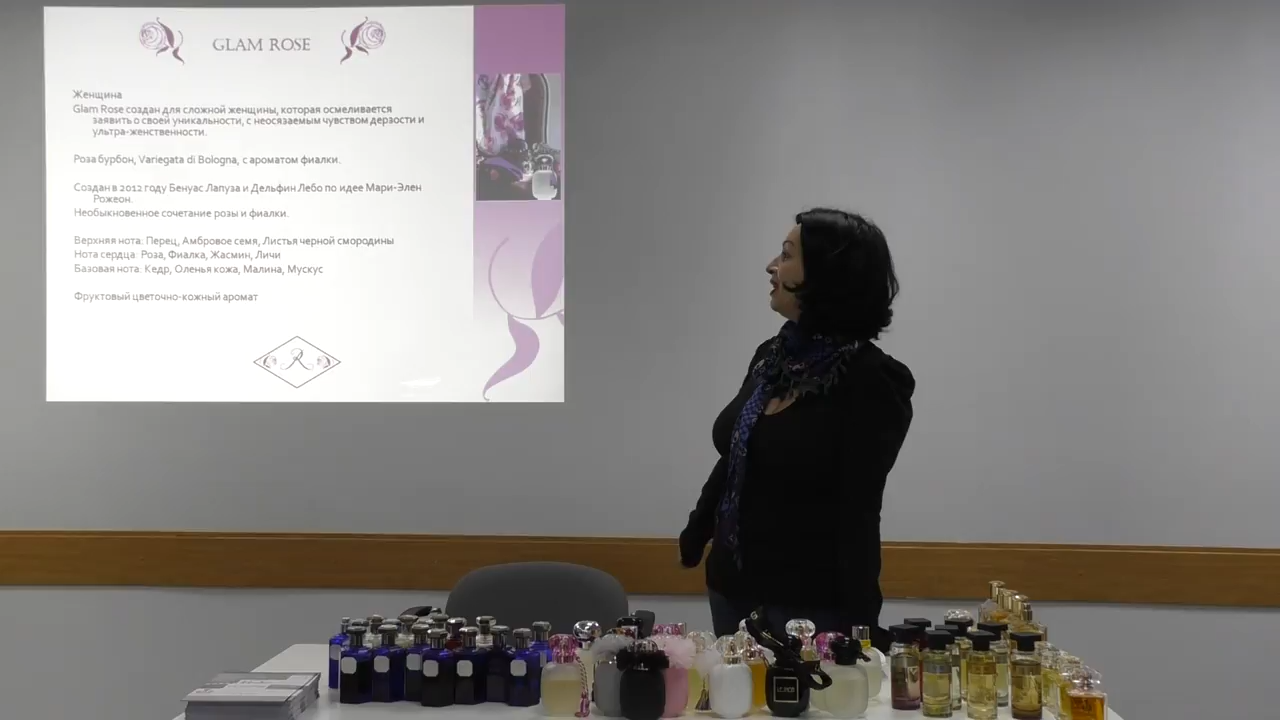 GLAM ROSE
Женщина
Glam Rose создан для сложной женщины, которая осмеливается
заявить о своей уникальности, с неосязаемым чувством дерзости и
ультра-женственности.
Роза бурбон, Variegata di Bologna, с ароматом фиалки.
Создан в 2012 году Бенуас Лапуза и Дельфин Лебо по идее Мари-Элен
Рожеон.
Необыкновенное сочетание розы и фиалки.
Верхняя нота: Перец, Амбровое семя, Листья черной смородины
Нота сердца: Роза, Фиалка, Жасмин, Личи
Базовая нота: Кедр, Оленья кожа, Малина, Мускус
Фруктовый цветочно-кожный аромат
R